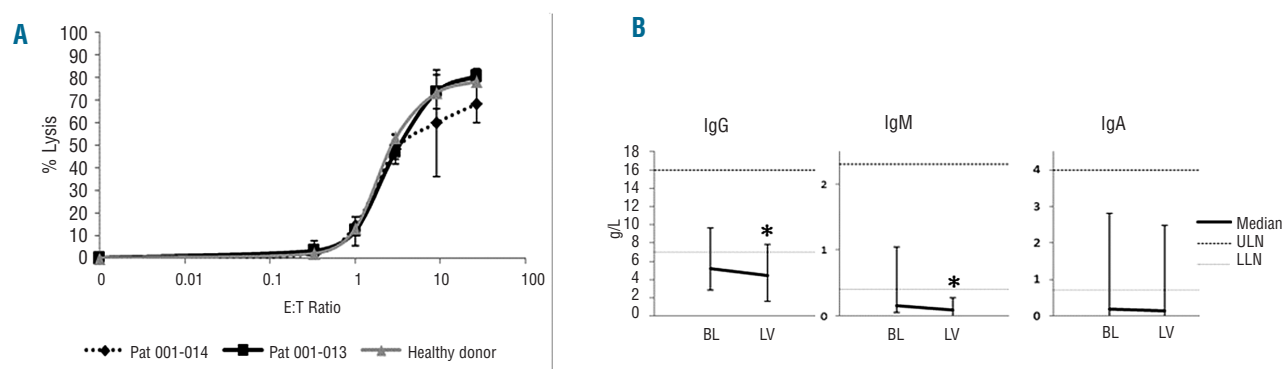 A
100
90
80
70
60
50
40
30
20
10
0
% Lysis
0 0.01 0.1 1 10 100
E:T Ratio
Pat 001-014 Pat 001-013 Healthy donor
B
IgG IgM IgA
g/L
18
16
14
12
10
8
6
4
2
0
*
BL LV
2
1
0
*
BL LV
4
3
2
1
0
BL LV
Median
ULN
LLN